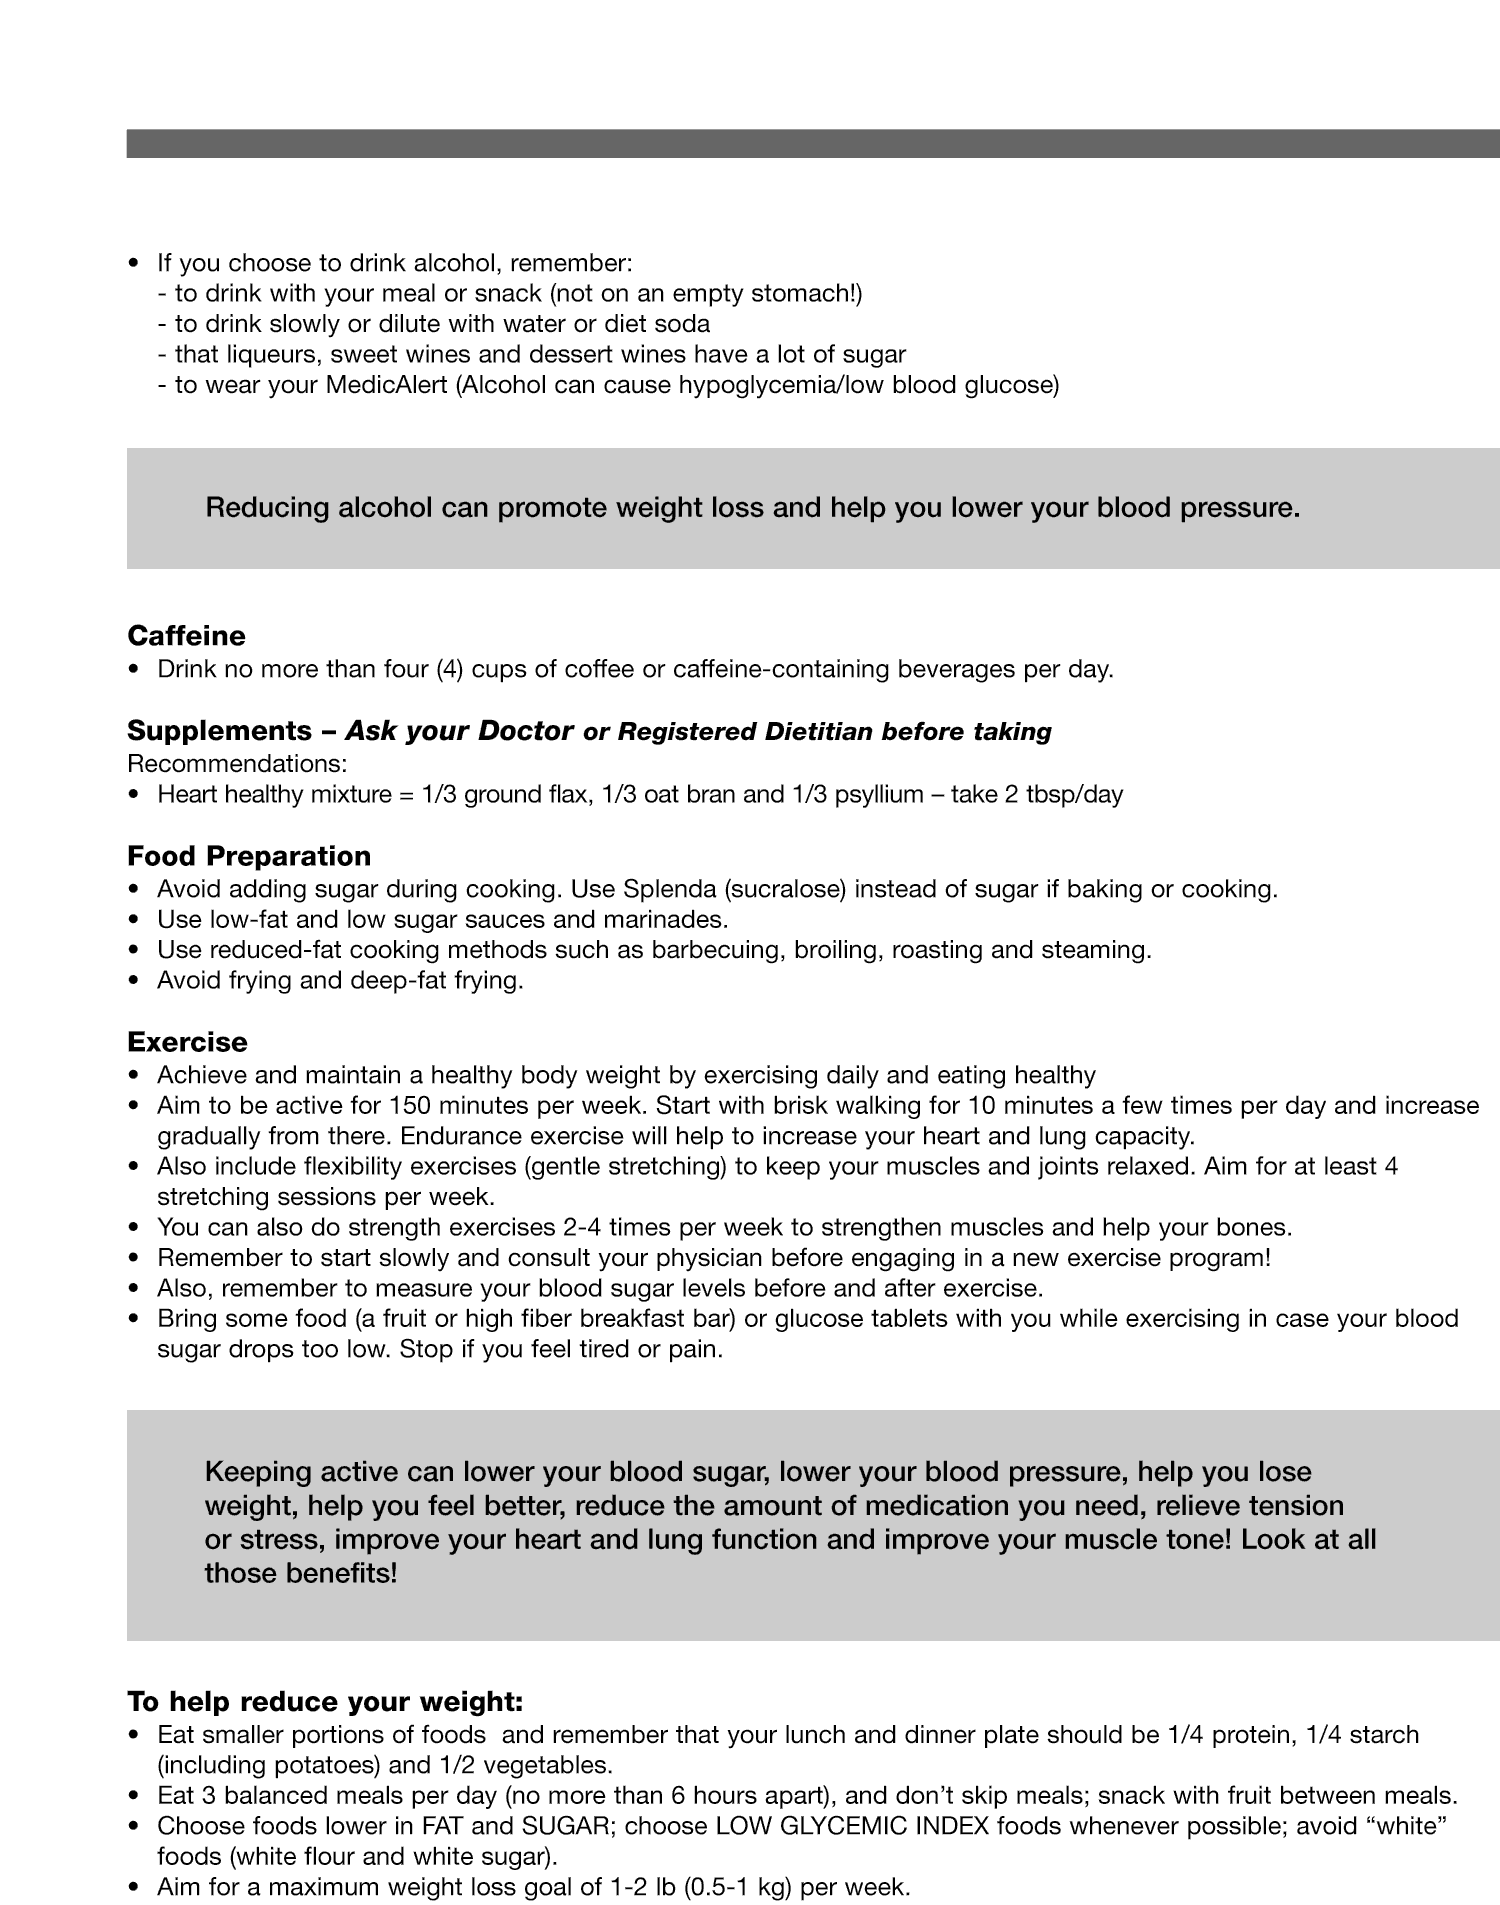 • If you choose to drink alcohol, remember:
- to drink with your meal or snack (not on an empty stomach!)
- to drink slowly or dilute with water or diet soda
- that liqueurs, sweet wines and dessert wines have a lot of sugar
- to wear your MedicAlert (Alcohol can cause hypoglycemia/low blood glucose)
Reducing alcohol can promote weight loss and help you lower your blood pressure.
Caffeine
• Drink no more than four (4) cups of coffee or caffeine-containing beverages per day.
Supplements – Ask your Doctor or Registered Dietitian before taking
Recommendations:
• Heart healthy mixture = 1/3 ground flax, 1/3 oat bran and 1/3 psyllium – take 2 tbsp/day
Food Preparation
• Avoid adding sugar during cooking. Use Splenda (sucralose) instead of sugar if baking or cooking.
• Use low-fat and low sugar sauces and marinades.
• Use reduced-fat cooking methods such as barbecuing, broiling, roasting and steaming.
• Avoid frying and deep-fat frying.
Exercise
• Achieve and maintain a healthy body weight by exercising daily and eating healthy
• Aim to be active for 150 minutes per week. Start with brisk walking for 10 minutes a few times per day and increase
gradually from there. Endurance exercise will help to increase your heart and lung capacity.
• Also include flexibility exercises (gentle stretching) to keep your muscles and joints relaxed. Aim for at least 4
stretching sessions per week.
• You can also do strength exercises 2-4 times per week to strengthen muscles and help your bones.
• Remember to start slowly and consult your physician before engaging in a new exercise program!
• Also, remember to measure your blood sugar levels before and after exercise.
• Bring some food (a fruit or high fiber breakfast bar) or glucose tablets with you while exercising in case your blood
sugar drops too low. Stop if you feel tired or pain.
Keeping active can lower your blood sugar, lower your blood pressure, help you lose
weight, help you feel better, reduce the amount of medication you need, relieve tension
or stress, improve your heart and lung function and improve your muscle tone! Look at all
those benefits!
To help reduce your weight:
• Eat smaller portions of foods  and remember that your lunch and dinner plate should be 1/4 protein, 1/4 starch
(including potatoes) and 1/2 vegetables.
• Eat 3 balanced meals per day (no more than 6 hours apart), and don’t skip meals; snack with fruit between meals.
• Choose foods lower in FAT and SUGAR; choose LOW GLYCEMIC INDEX foods whenever possible; avoid “white”
foods (white flour and white sugar).
• Aim for a maximum weight loss goal of 1-2 lb (0.5-1 kg) per week.